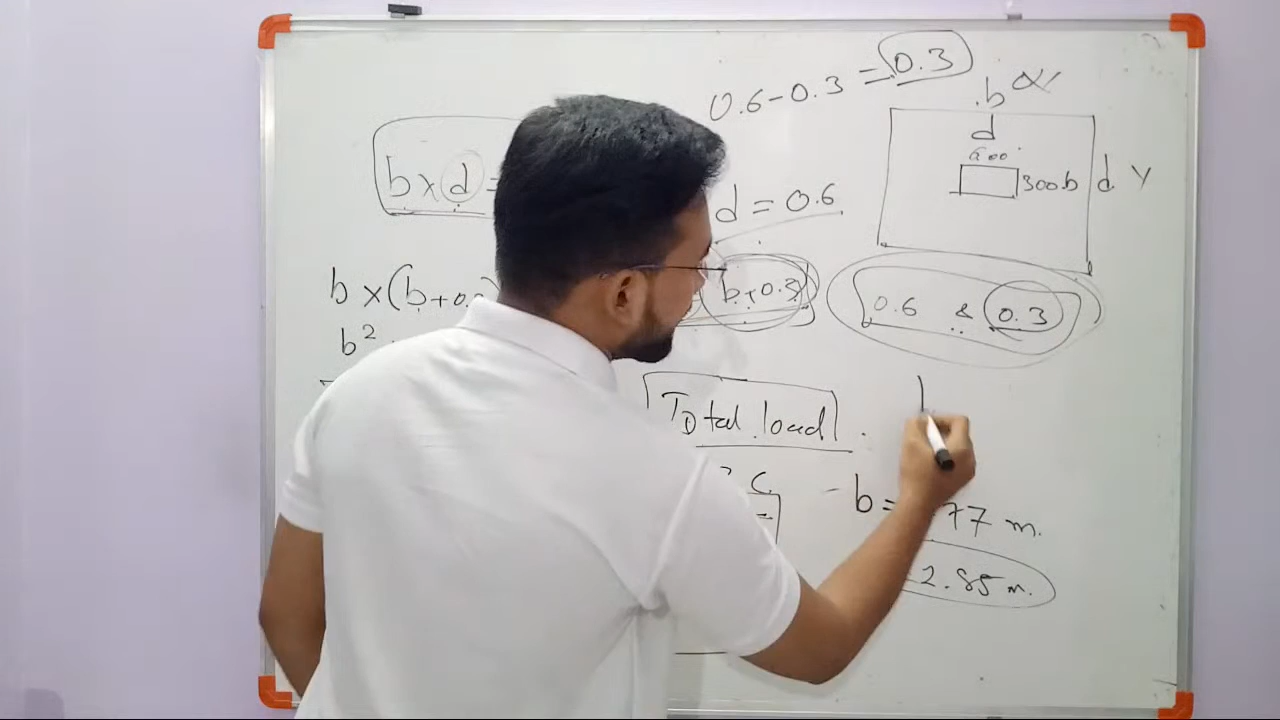 0.6 - 0.3 = 0.3
b x
b x d =
d
600
300 b d y
d = 0.6
b x (b + 0.
b + 0.3
0.6 & 0.3
b²
Total load
C
b = 77 m.
2.85 m.